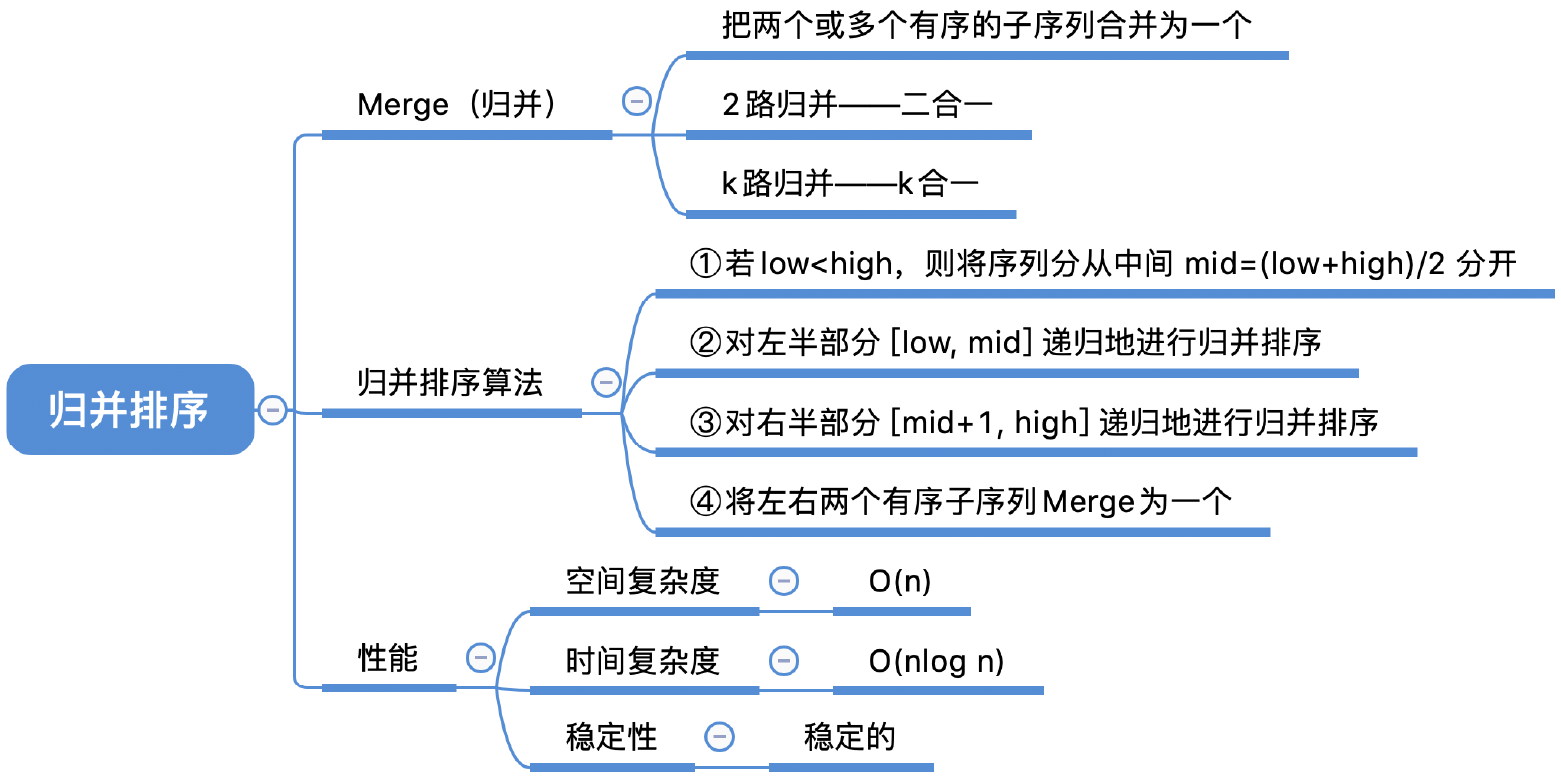 归并排序
Merge（归并）
把两个或多个有序的子序列合并为一个
2路归并——二合一
k路归并——k合一
归并排序算法
①若low<high，则将序列分从中间 mid=(low+high)/2 分开
②对左半部分 [low, mid] 递归地进行归并排序
③对右半部分 [mid+1, high] 递归地进行归并排序
④将左右两个有序子序列Merge为一个
性能
空间复杂度
O(n)
时间复杂度
O(nlog n)
稳定性
稳定的